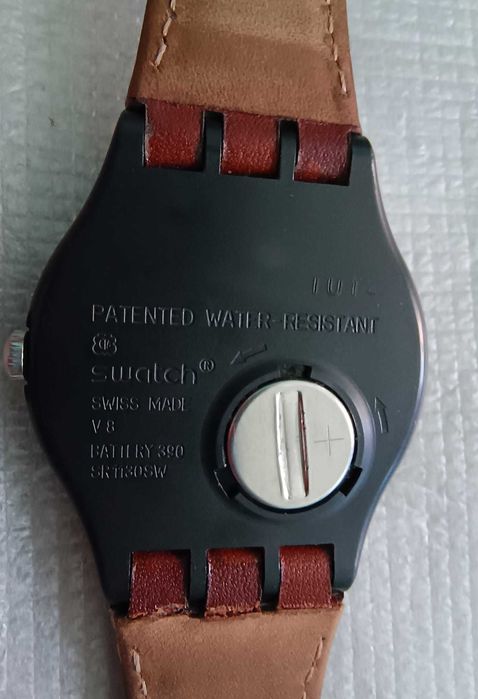 PATENTED WATER-RESISTANT
swatch®
SWISS MADE
V8
BATTERY 390
SR1130SW
+